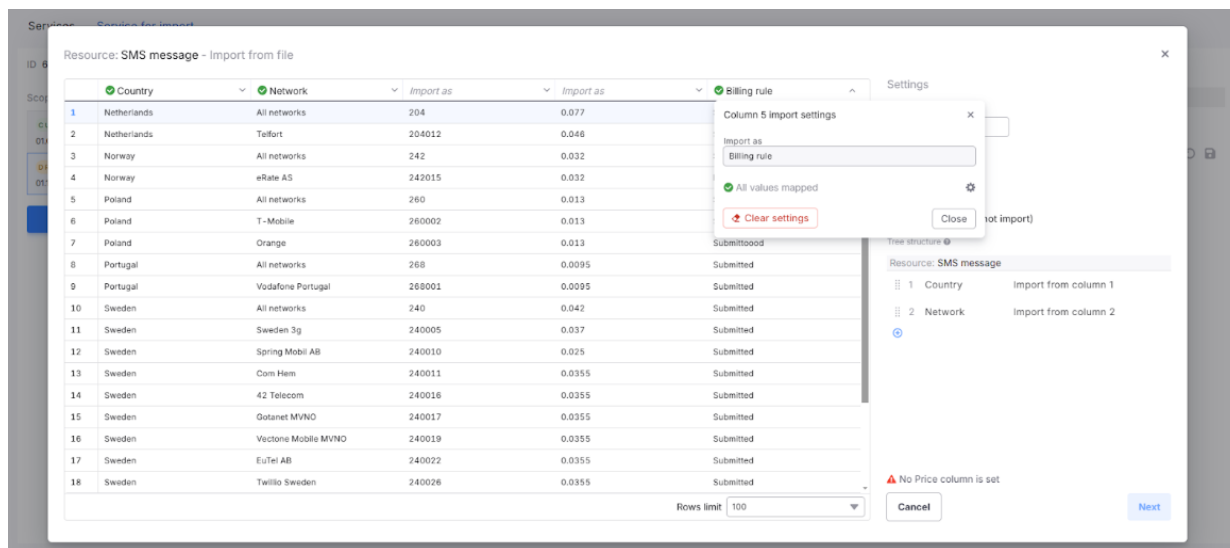 Services Service for import
Resource: SMS message - Import from file
ID 6
Settings
Country Network Import as Import as Billing rule
1 Netherlands All networks 204 0.077
2 Netherlands Telfort 204012 0.046
3 Norway All networks 242 0.032
4 Norway eRate AS 242015 0.032
5 Poland All networks 260 0.013
6 Poland T-Mobile 260002 0.013
7 Poland Orange 260003 0.013 Submittoood
8 Portugal All networks 268 0.0095 Submitted
9 Portugal Vodafone Portugal 268001 0.0095 Submitted
10 Sweden All networks 240 0.042 Submitted
11 Sweden Sweden 3g 240005 0.037 Submitted
12 Sweden Spring Mobil AB 240010 0.025 Submitted
13 Sweden Com Hem 240011 0.0355 Submitted
14 Sweden 42 Telecom 240016 0.0355 Submitted
15 Sweden Gotanet MVNO 240017 0.0355 Submitted
16 Sweden Vectone Mobile MVNO 240019 0.0355 Submitted
17 Sweden EuTel AB 240022 0.0355 Submitted
18 Sweden Twillio Sweden 240026 0.0355 Submitted
Rows limit 100
Column 5 import settings
Import as
Billing rule
All values mapped
Clear settings Close
not import)
Tree structure
Resource: SMS message
1 Country Import from column 1
2 Network Import from column 2
No Price column is set
Cancel Next